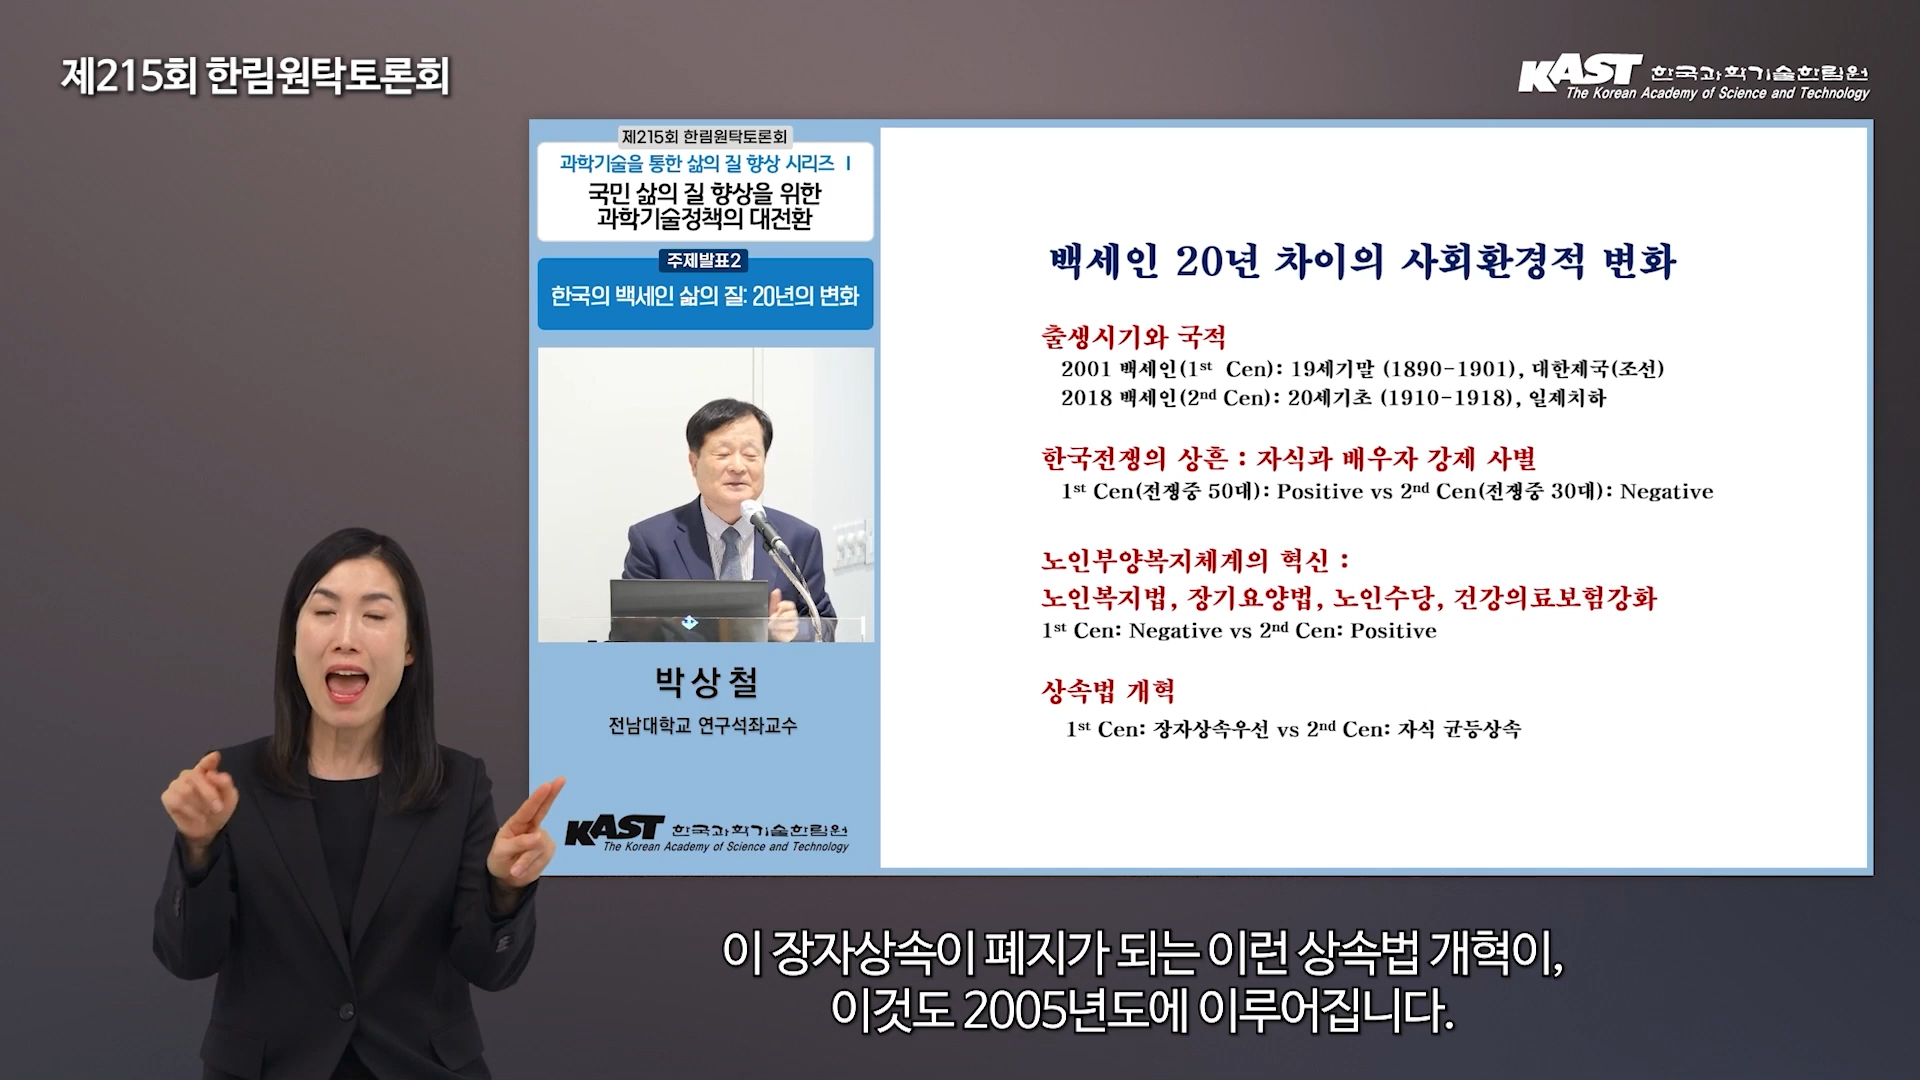 제215회 한림원탁토론회
KAST 한국과학기술한림원
The Korean Academy of Science and Technology
제215회 한림원탁토론회
과학기술을 통한 삶의 질 향상 시리즈 Ⅰ
국민 삶의 질 향상을 위한
과학기술정책의 대전환
주제발표2
한국의 백세인 삶의 질: 20년의 변화
박상철
전남대학교 연구석좌교수
KAST 한국과학기술한림원
The Korean Academy of Science and Technology
백세인 20년 차이의 사회환경적 변화
출생시기와 국적
2001 백세인(1st Cen): 19세기말 (1890-1901), 대한제국(조선)
2018 백세인(2nd Cen): 20세기초 (1910-1918), 일제치하
한국전쟁의 상흔 : 자식과 배우자 강제 사별
1st Cen(전쟁중 50대): Positive vs 2nd Cen(전쟁중 30대): Negative
노인부양복지체계의 혁신 :
노인복지법, 장기요양법, 노인수당, 건강의료보험강화
1st Cen: Negative vs 2nd Cen: Positive
상속법 개혁
1st Cen: 장자상속우선 vs 2nd Cen: 자식 균등상속
이 장자상속이 폐지가 되는 이런 상속법 개혁이,
이것도 2005년도에 이루어집니다.